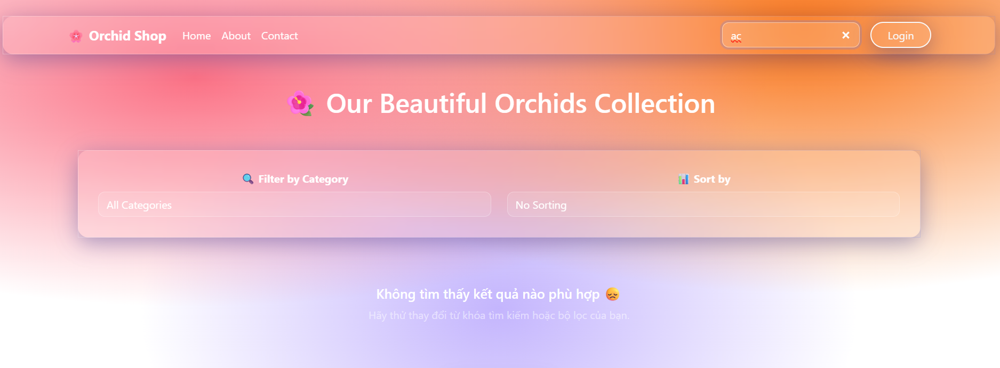 Orchid Shop Home About Contact ac × Login
Our Beautiful Orchids Collection
Filter by Category
All Categories
Sort by
No Sorting
Không tìm thấy kết quả nào phù hợp
Hãy thử thay đổi từ khóa tìm kiếm hoặc bộ lọc của bạn.